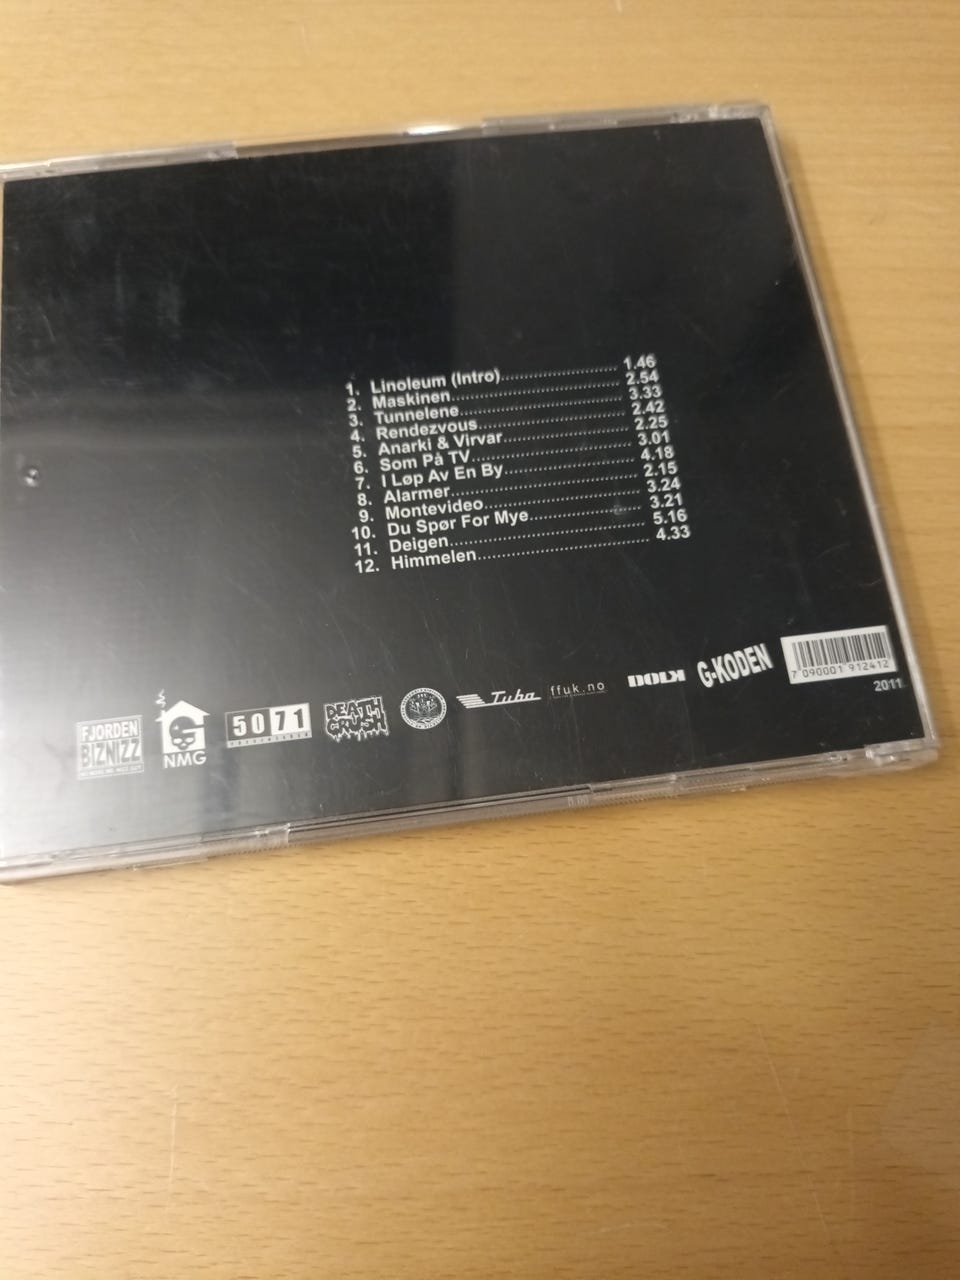 1. Linoleum (Intro)..............................1.46
2. Maskinen..............................2.54
3. Tunnelene..............................3.33
4. Rendezvous..............................2.42
5. Anarki & Virvar..............................2.25
6. Som På TV..............................3.01
7. I Løp Av En By..............................4.18
8. Alarmer..............................2.15
9. Montevideo..............................3.24
10. Du Spør For Mye..............................3.21
11. Deigen..............................5.16
12. Himmelen..............................4.33
FJORDEN
BIZNIZZ
NMG
5071
DEATH
CRUSH
Tuba
ffuk.no
DOLK
G-KODEN
7 090001 912412
2011